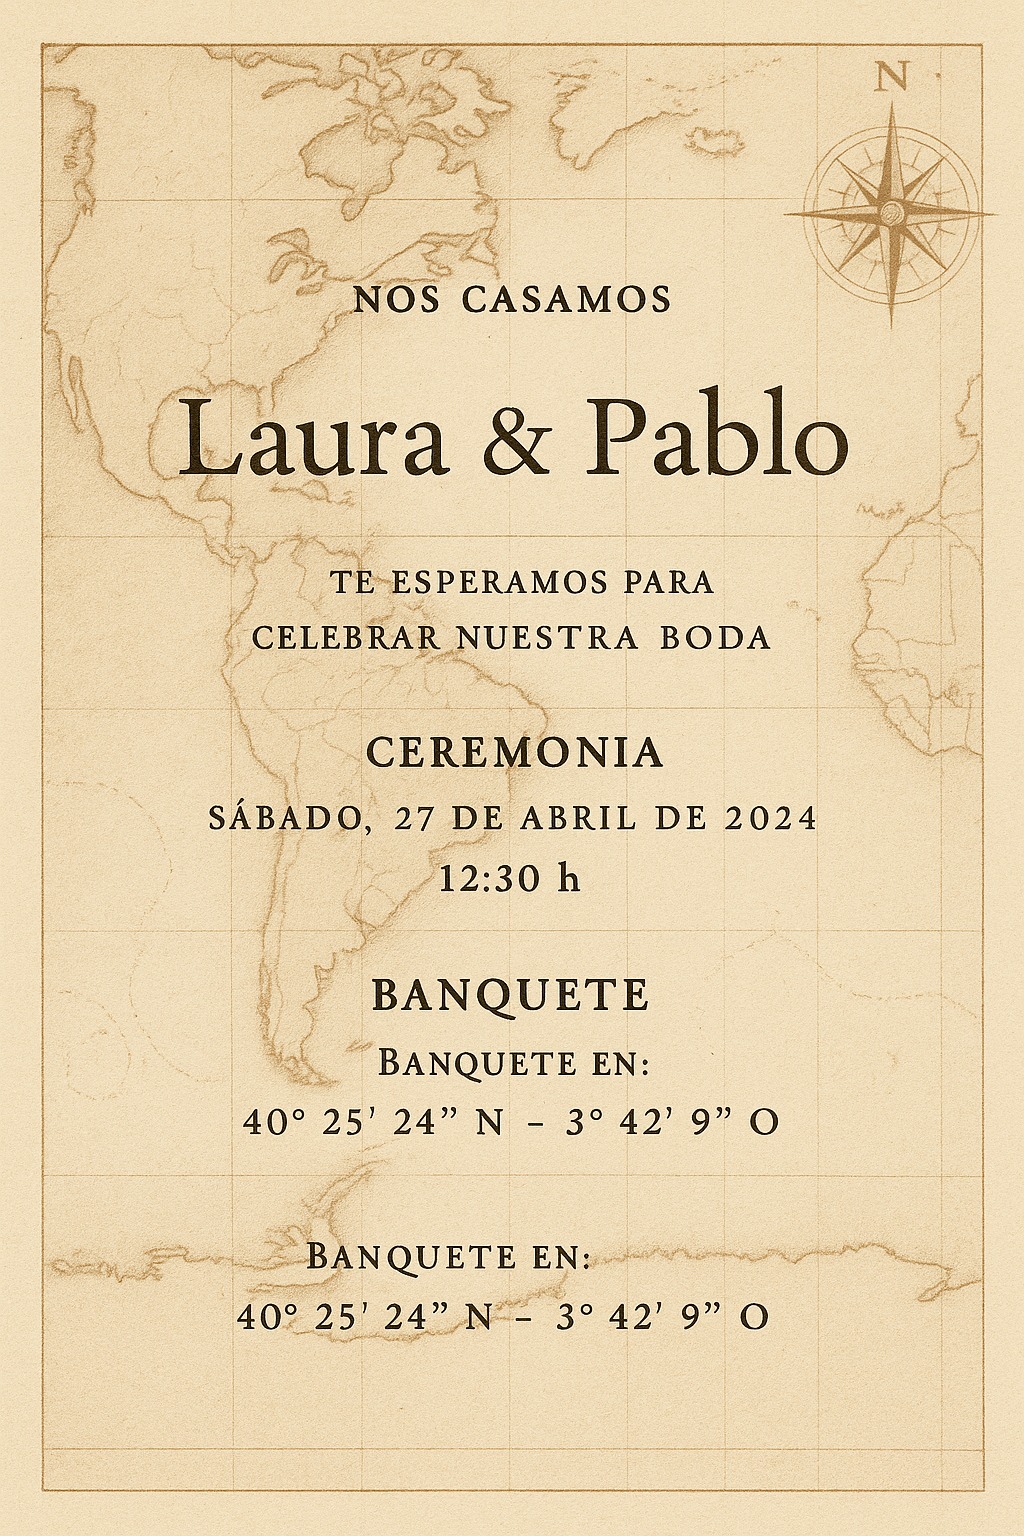 N
NOS CASAMOS
Laura & Pablo
TE ESPERAMOS PARA
CELEBRAR NUESTRA BODA
CEREMONIA
SÁBADO, 27 DE ABRIL DE 2024
12:30 h
BANQUETE
BANQUETE EN:
40° 25’ 24” N – 3° 42’ 9” O
BANQUETE EN:
40° 25’ 24” N – 3° 42’ 9” O